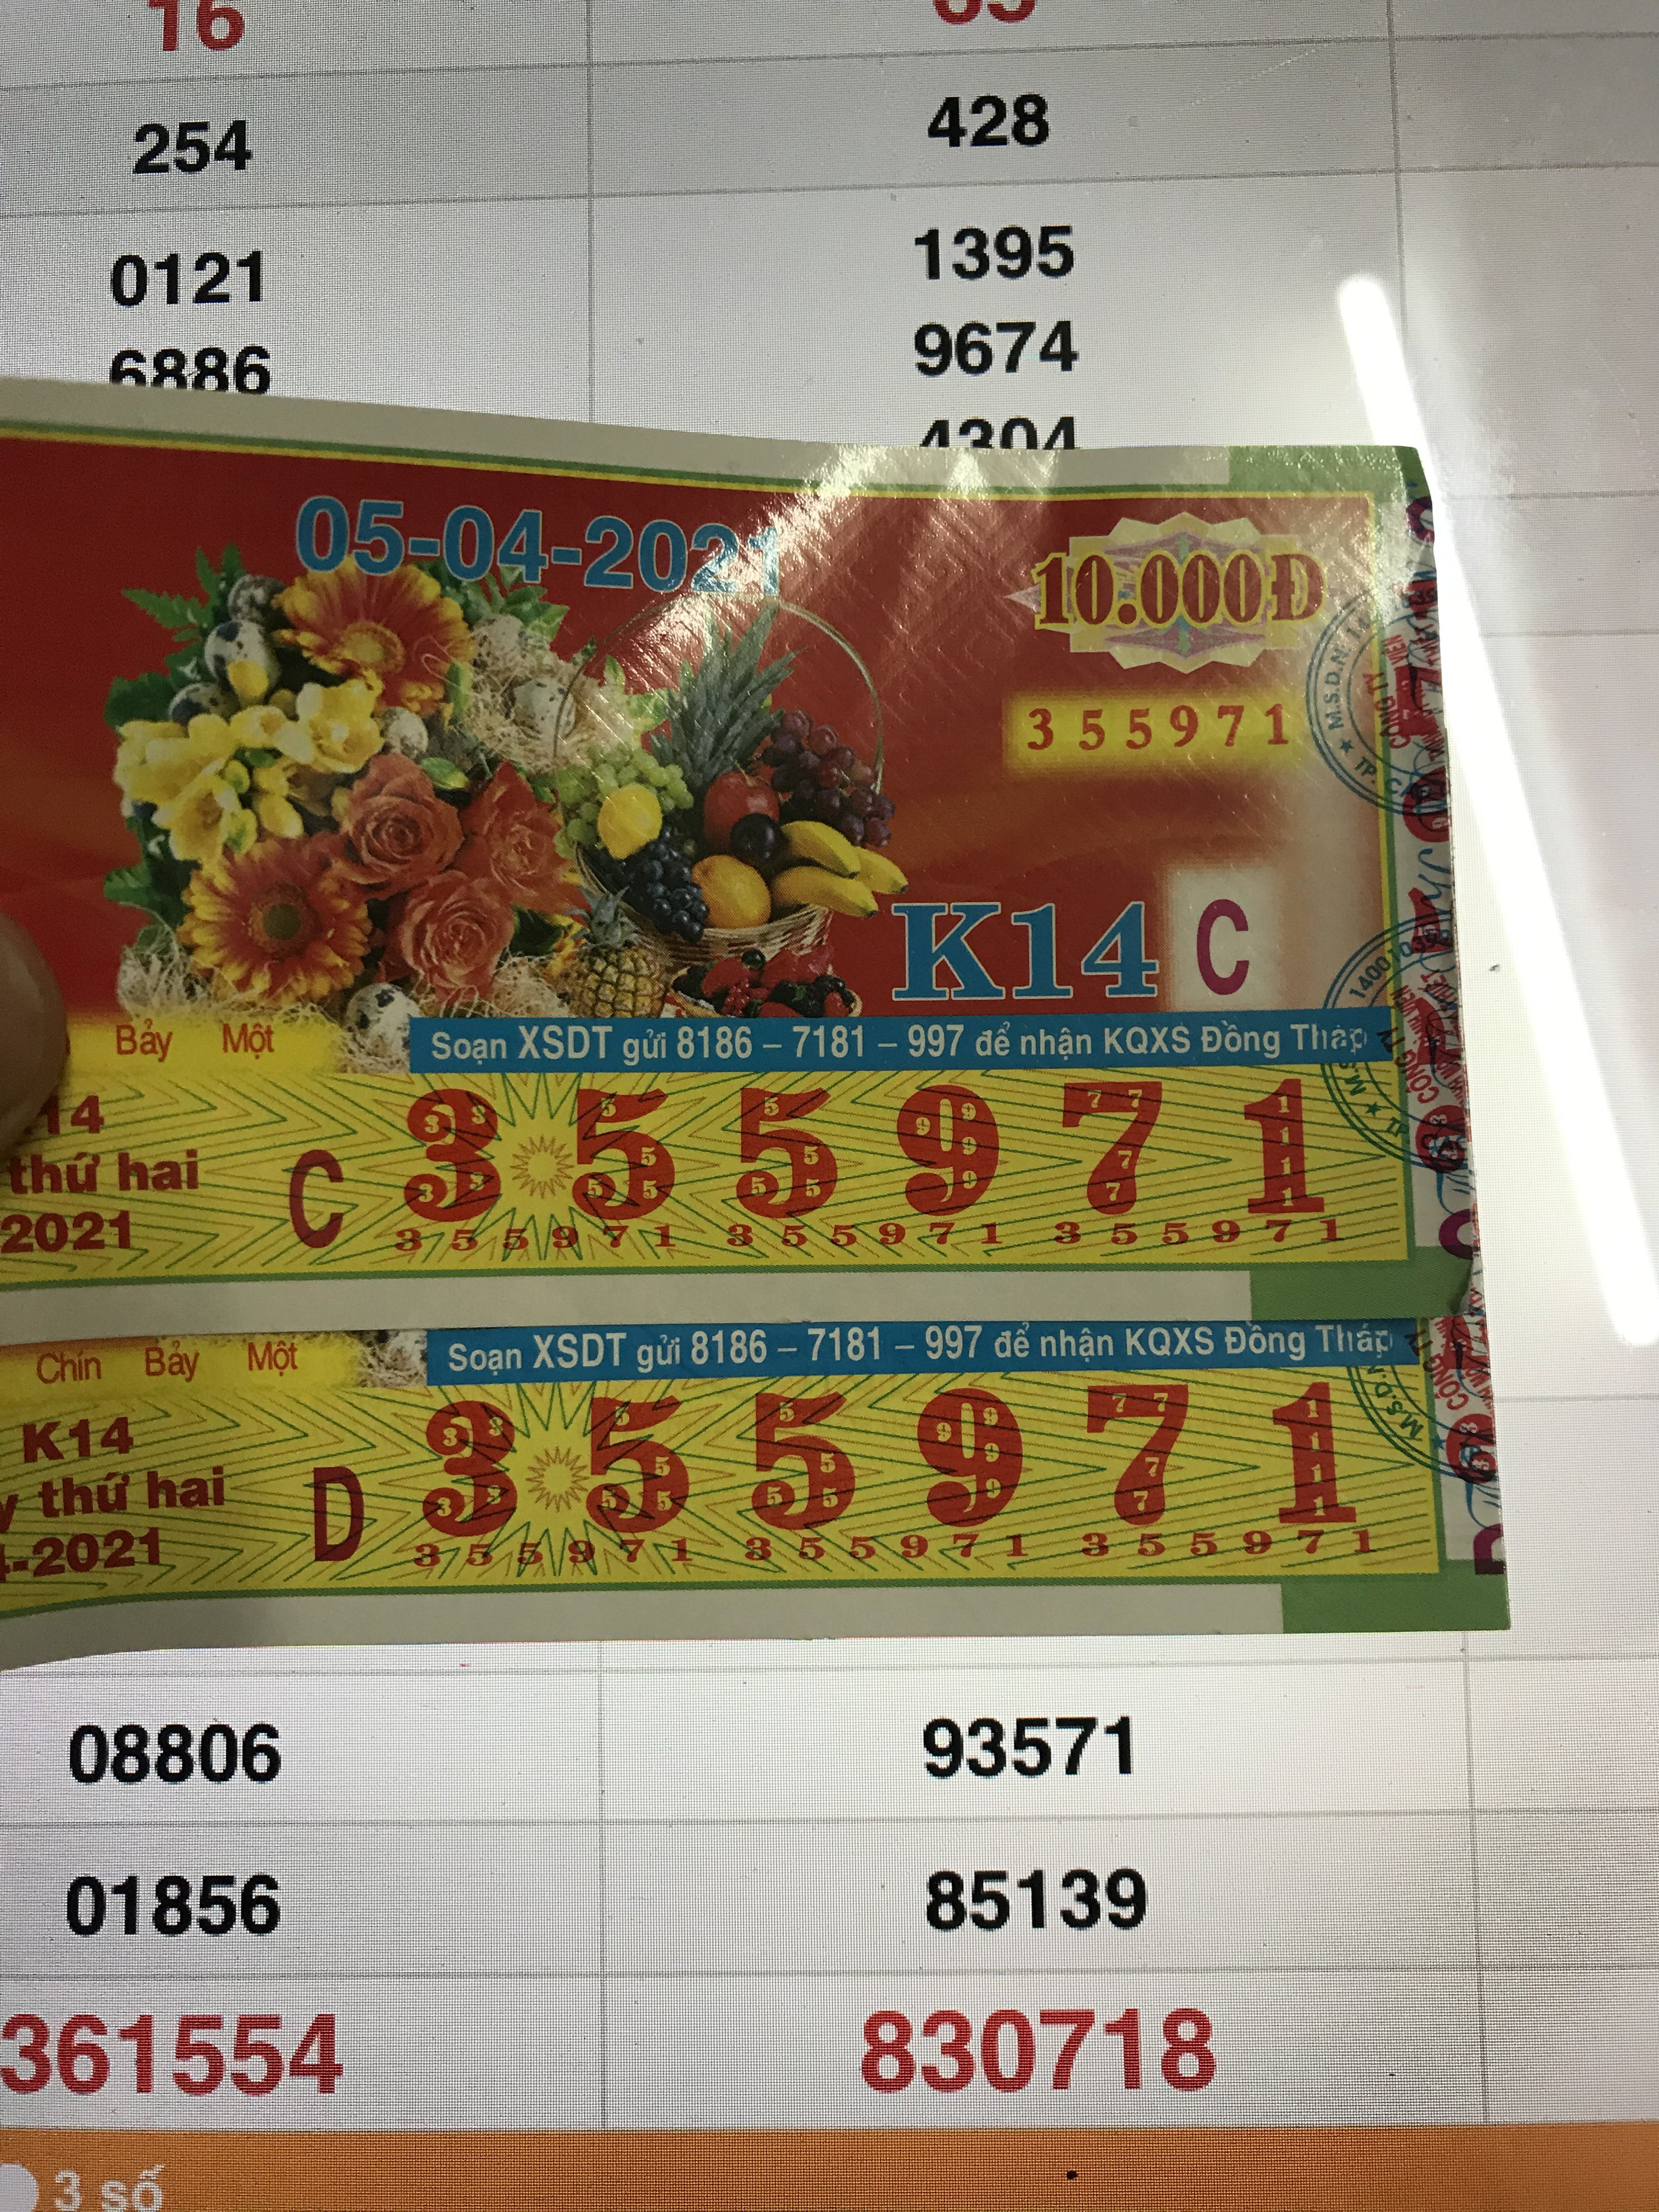 16
254 428
0121 1395
6886 9674
4304
05-04-2021
10.000Đ
355971
K14 C
Bảy Một
Soạn XSDT gửi 8186 – 7181 – 997 để nhận KQXS Đồng Tháp
14
thứ hai
2021
C 355971
355971 355971 355971
Chín Bảy Một
Soạn XSDT gửi 8186 – 7181 – 997 để nhận KQXS Đồng Tháp
K14
thứ hai
-2021
D 355971
355971 355971 355971
08806 93571
01856 85139
361554 830718
3 số